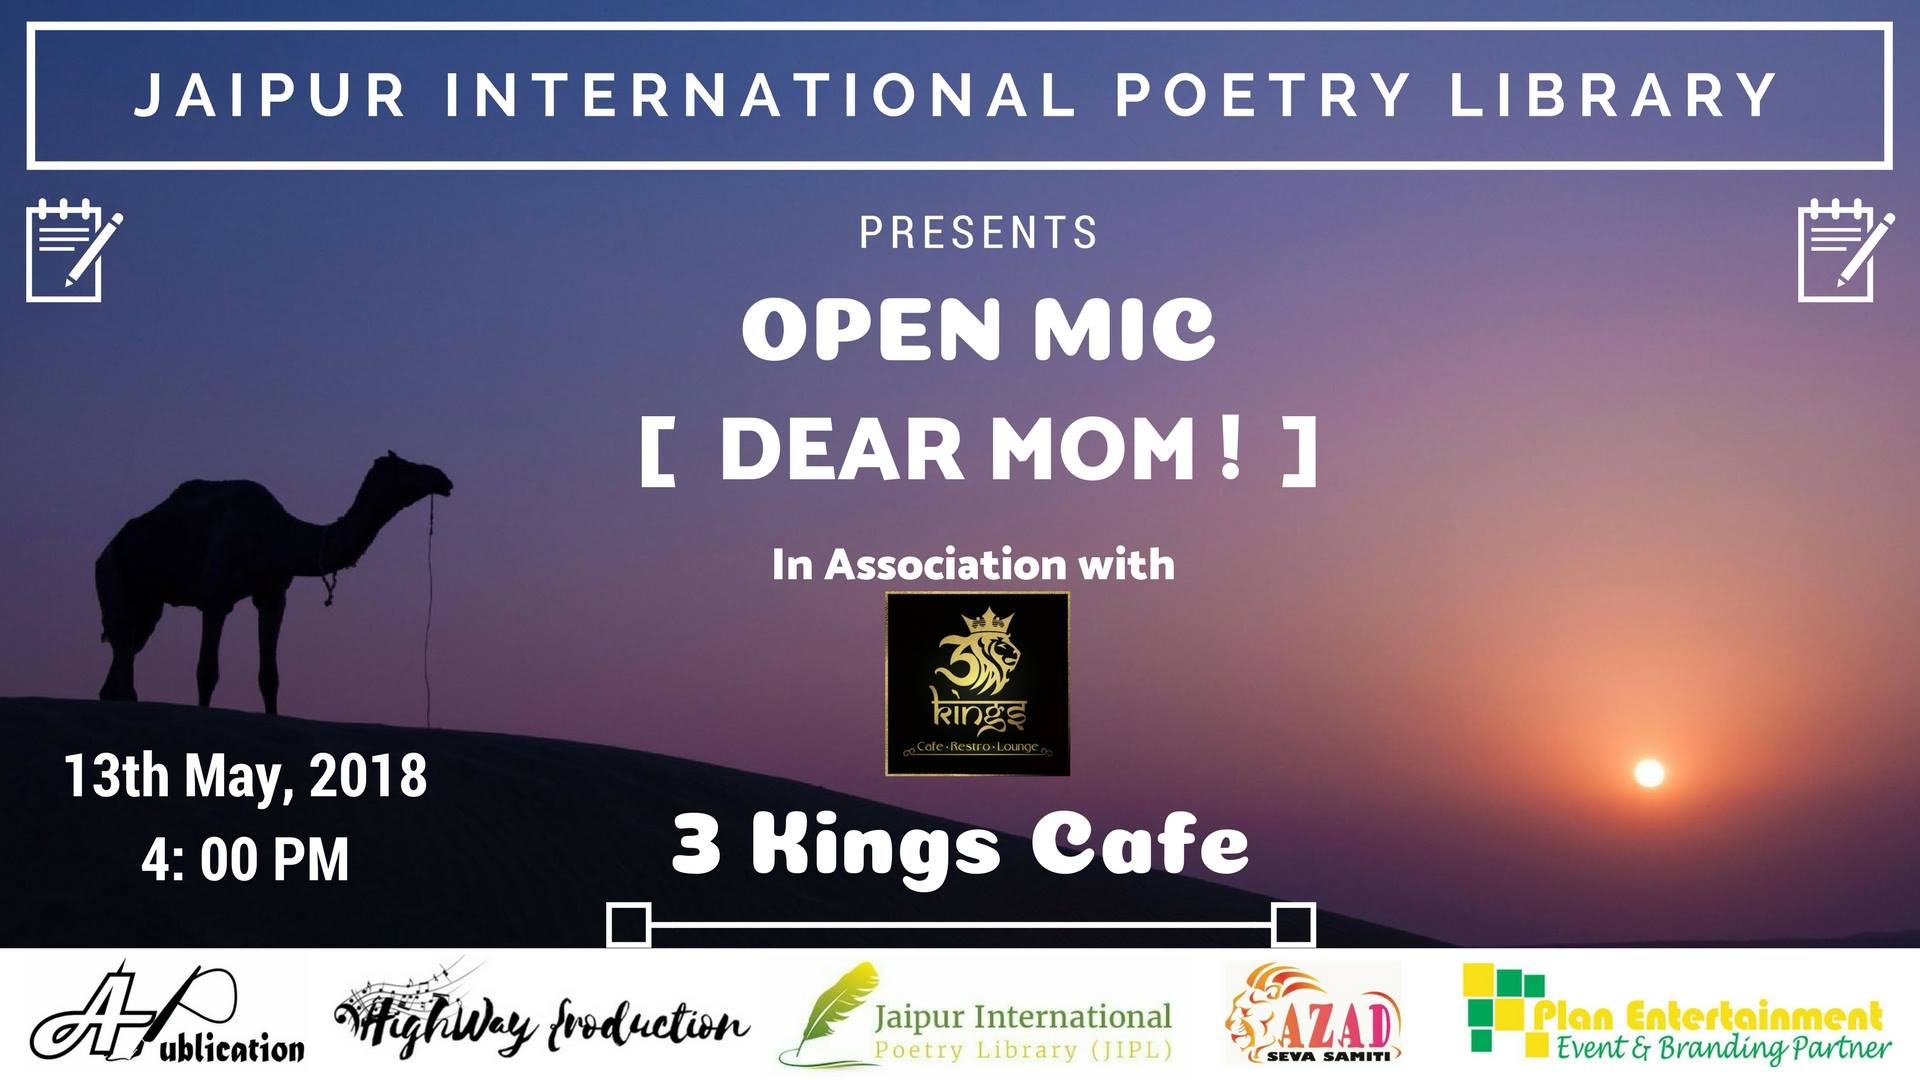 JAIPUR INTERNATIONAL POETRY LIBRARY
PRESENTS
OPEN MIC
[ DEAR MOM ! ]
In Association with
3 kings
Cafe · Restro · Lounge
3 Kings Cafe
13th May, 2018
4: 00 PM
A Publication
HighWay Production
Jaipur International
Poetry Library (JIPL)
AZAD
SEVA SAMITI
Plan Entertainment
Event & Branding Partner